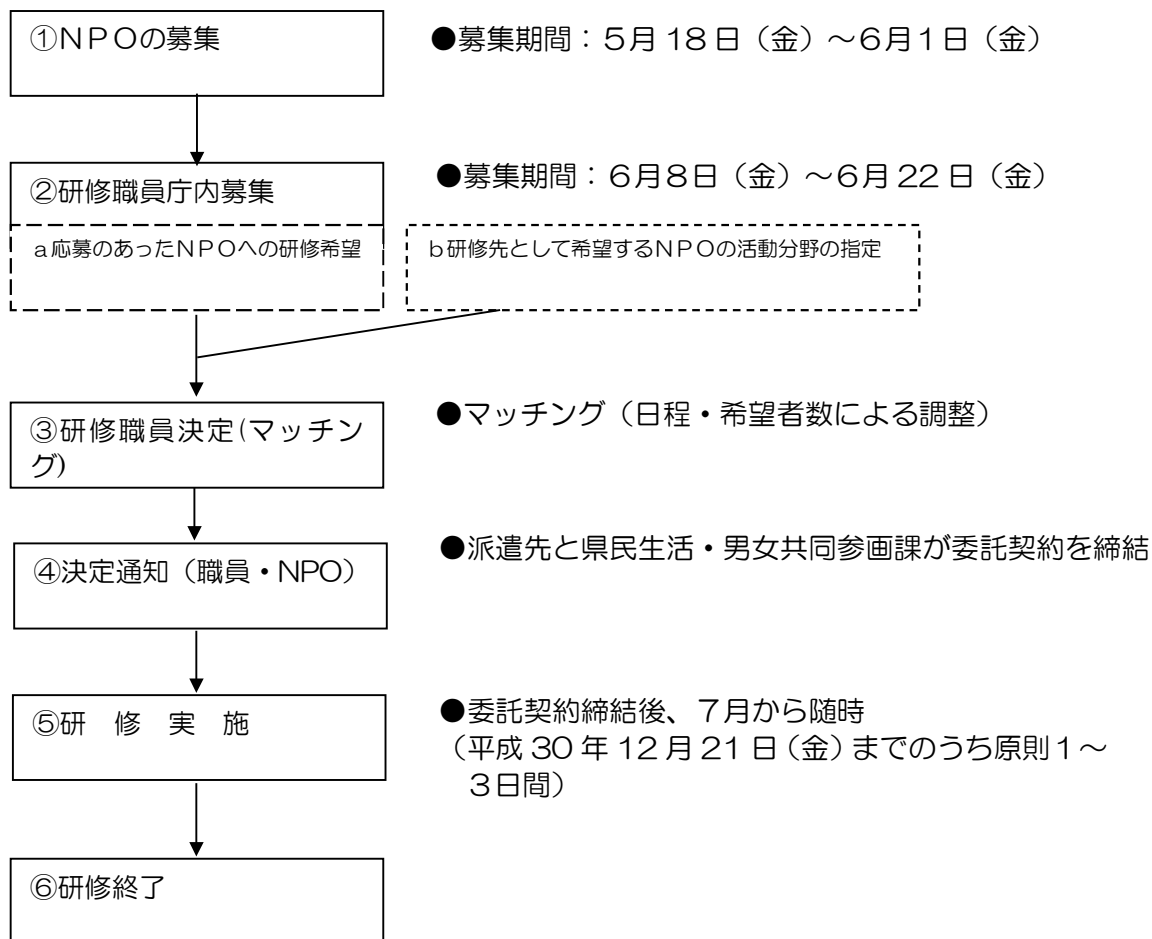 ①ＮＰＯの募集
●募集期間：５月18日（金）～６月１日（金）
②研修職員庁内募集
●募集期間：６月８日（金）～６月22日（金）
ａ応募のあったＮＰＯへの研修希望
ｂ研修先として希望するＮＰＯの活動分野の指定
③研修職員決定(マッチン
グ)
●マッチング（日程・希望者数による調整）
④決定通知（職員・NPO）
●派遣先と県民生活・男女共同参画課が委託契約を締結
⑤研　修　実　施
●委託契約締結後、７月から随時
（平成30年12月21日（金）までのうち原則１～
３日間）
⑥研修終了